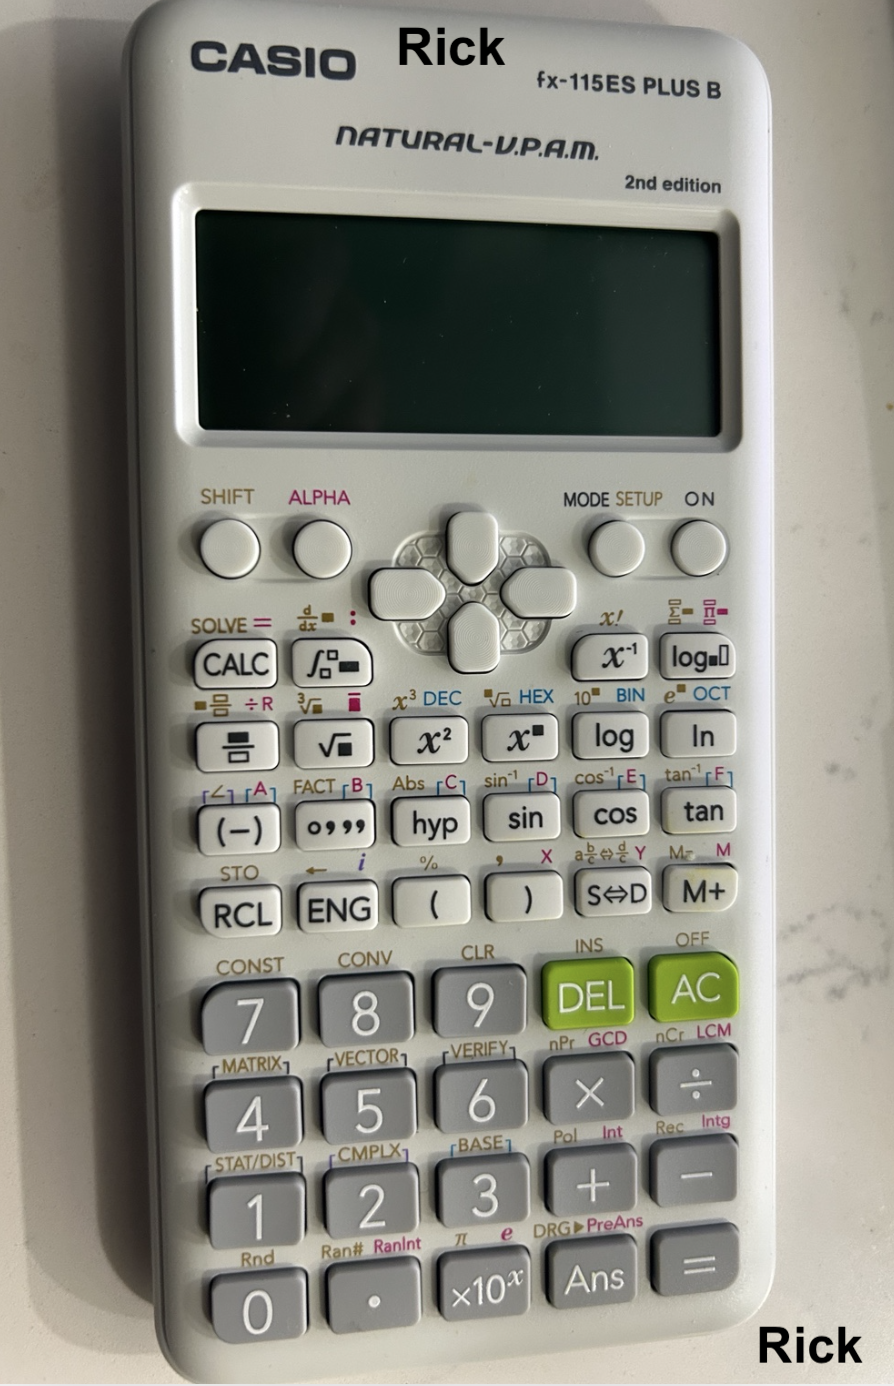 CASIO Rick
fx-115ES PLUS B
NATURAL-V.P.A.M.
2nd edition
SHIFT ALPHA MODE SETUP ON
SOLVE = d/dx■ : x! Σ▯= Π▯=
CALC ∫▯▯■ x⁻¹ log■▯
■▯/▯ ÷R ³√■ x³ DEC ■√▯ HEX 10■ BIN e■ OCT
■/▯ √■ x² x■ log ln
∠ A FACT B Abs C sin⁻¹ D cos⁻¹ E tan⁻¹ F
(−) ° , , , hyp sin cos tan
STO ← i % , X a b/c⇔d/c Y M− M
RCL ENG ( ) S⇔D M+
CONST CONV CLR INS OFF
7 8 9 DEL AC
MATRIX VECTOR VERIFY nPr GCD nCr LCM
4 5 6 × ÷
STAT/DIST CMPLX BASE Pol Int Rec Intg
1 2 3 + −
Rnd Ran# RanInt π e DRG▶ PreAns
0 . ×10ˣ Ans =
Rick